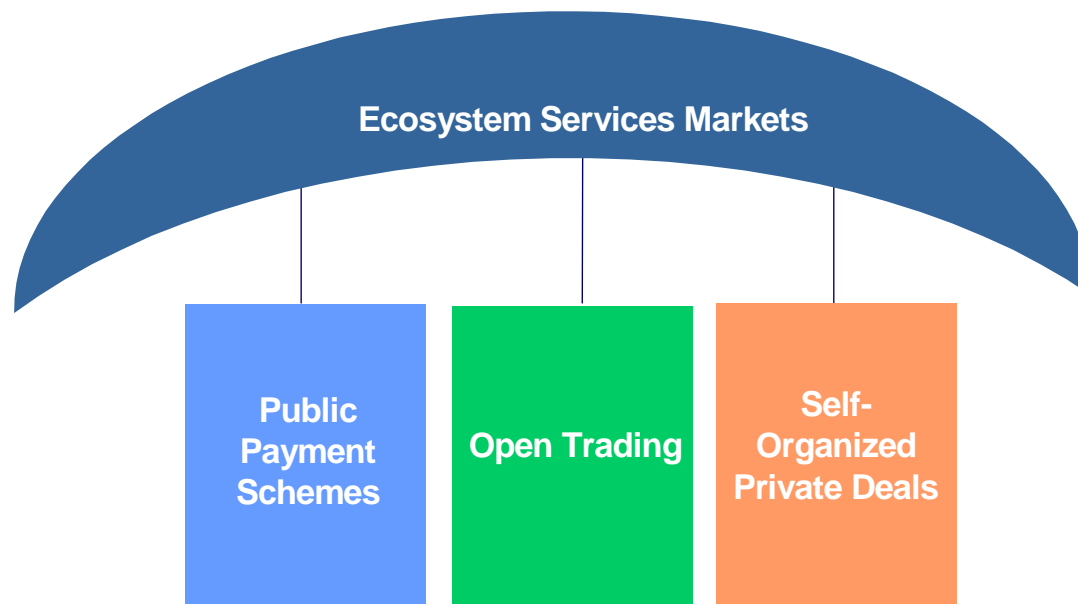 Ecosystem Services Markets
Public
Payment
Schemes
Open Trading
Self-
Organized
Private Deals